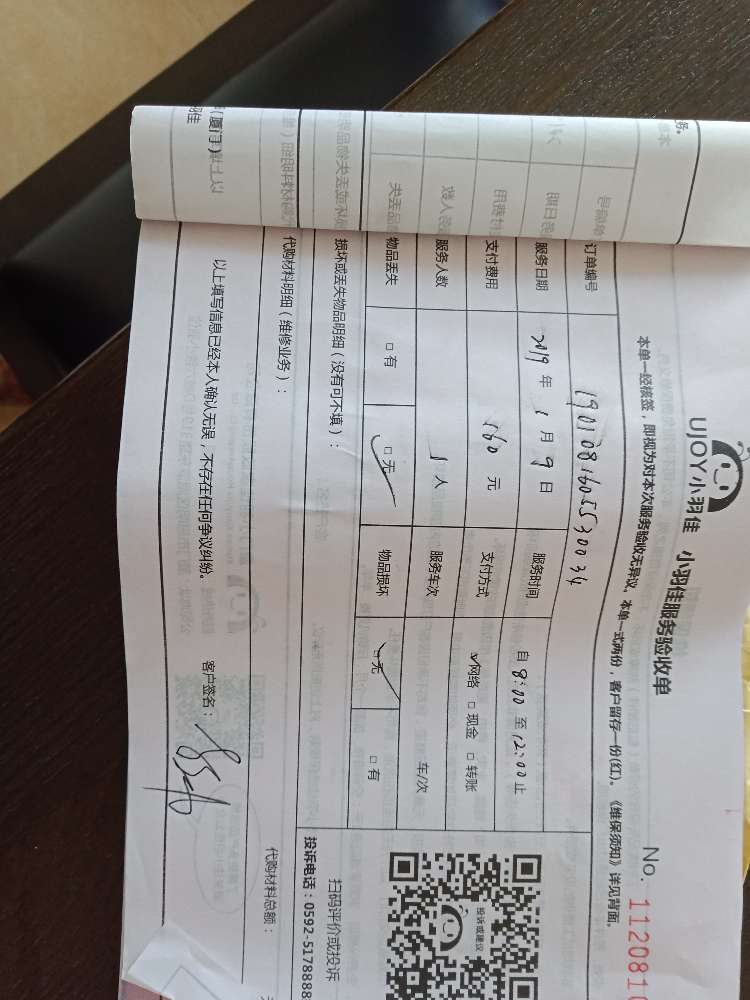 UJOY小羽佳 小羽佳服务验收单
No. 1120810
本单一经核签，即视为对本次服务验收无异议。本单一式两份，客户留存一份(红)。《维保须知》详见背面。
订单编号 19010816055530034
服务日期 2019 年 1 月 9 日 服务时间 自 8:00 至 12:00 止
支付费用 160 元 支付方式 ☑网络 □现金 □转账
服务人数 1 人 服务车次 车/次
物品丢失 □有 ☑无 物品损坏 ☑无 □有
损坏或丢失物品明细（没有可不填）：
代购材料明细（维修业务）：
代购材料总额：
以上填写信息已经本人确认无误，不存在任何争议纠纷。
客户签名：
投诉或建议
扫码评价或投诉
投诉电话：0592-5178888